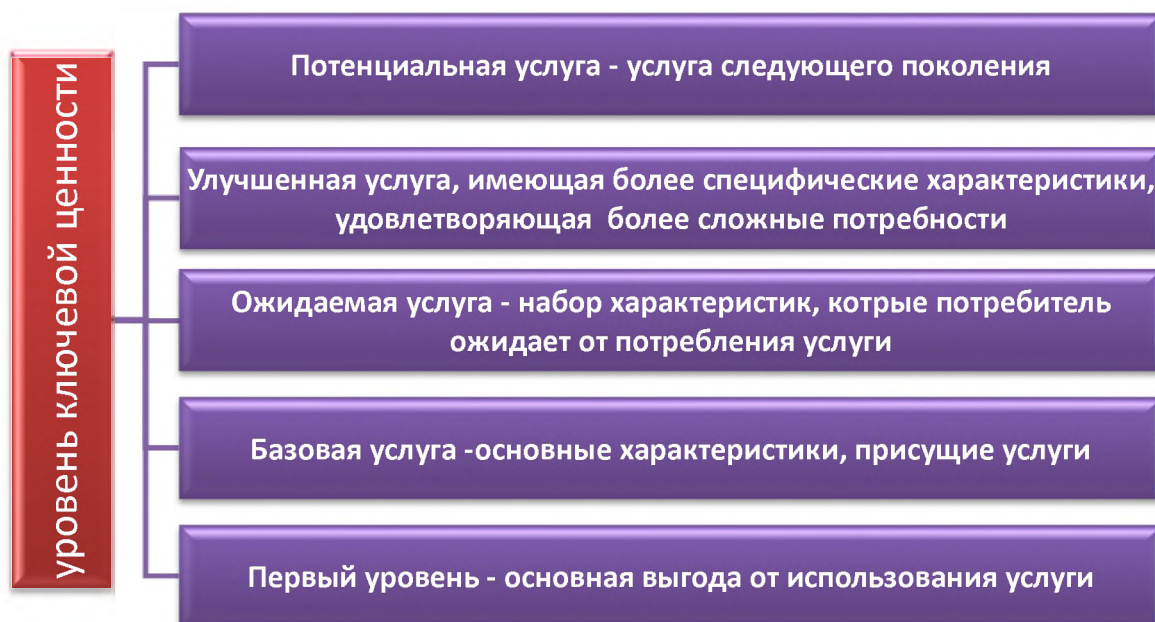 уровень ключевой ценности
Потенциальная услуга - услуга следующего поколения
Улучшенная услуга, имеющая более специфические характеристики,
удовлетворяющая более сложные потребности
Ожидаемая услуга - набор характеристик, котрые потребитель
ожидает от потребления услуги
Базовая услуга -основные характеристики, присущие услуги
Первый уровень - основная выгода от использования услуги